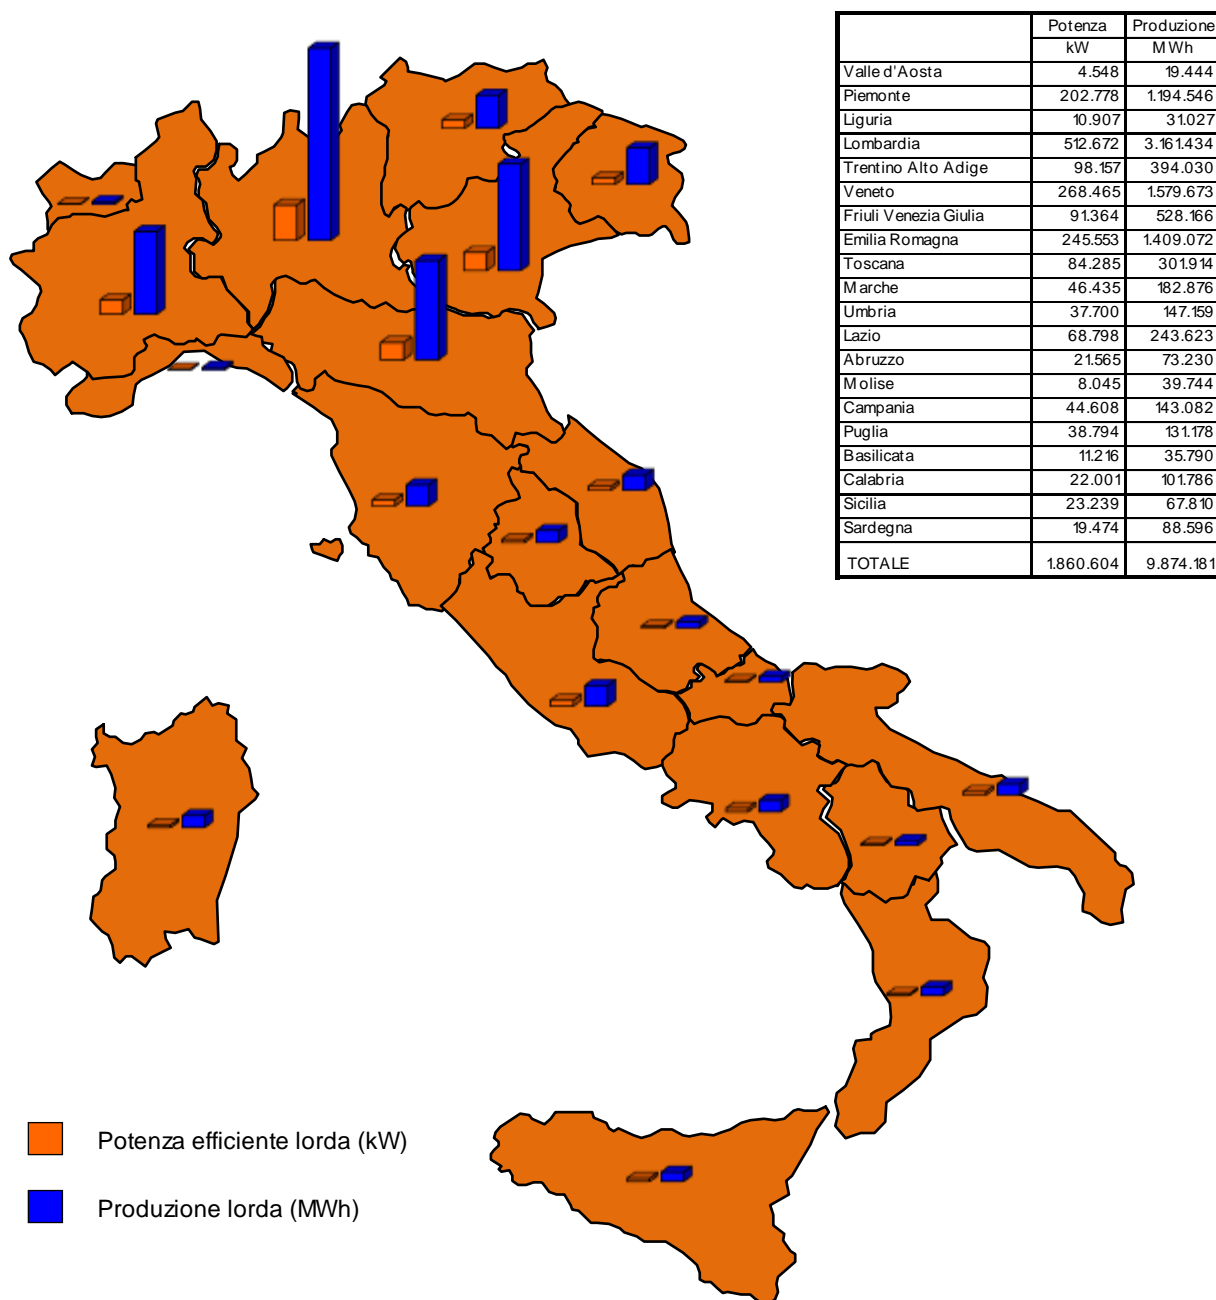 Potenza Produzione
kW MWh
Valle d'Aosta 4.548 19.444
Piemonte 202.778 1.194.546
Liguria 10.907 31.027
Lombardia 512.672 3.161.434
Trentino Alto Adige 98.157 394.030
Veneto 268.465 1.579.673
Friuli Venezia Giulia 91.364 528.166
Emilia Romagna 245.553 1.409.072
Toscana 84.285 301.914
Marche 46.435 182.876
Umbria 37.700 147.159
Lazio 68.798 243.623
Abruzzo 21.565 73.230
Molise 8.045 39.744
Campania 44.608 143.082
Puglia 38.794 131.178
Basilicata 11.216 35.790
Calabria 22.001 101.786
Sicilia 23.239 67.810
Sardegna 19.474 88.596
TOTALE 1.860.604 9.874.181
Potenza efficiente lorda (kW)
Produzione lorda (MWh)